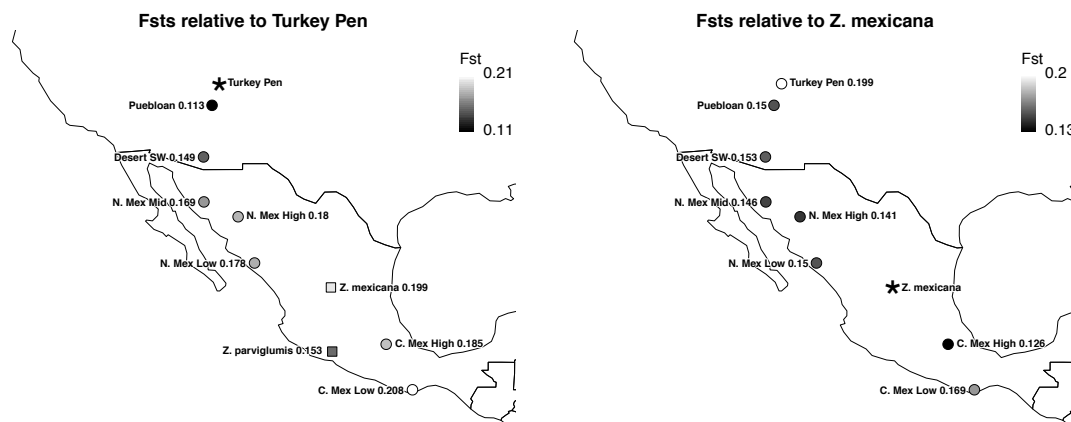 Fsts relative to Turkey Pen
Fst
0.21
0.11
Turkey Pen
Puebloan 0.113
Desert SW 0.149
N. Mex Mid 0.169
N. Mex High 0.18
N. Mex Low 0.178
Z. mexicana 0.199
C. Mex High 0.185
Z. parviglumis 0.153
C. Mex Low 0.208
Fsts relative to Z. mexicana
Fst
0.2
0.13
Turkey Pen 0.199
Puebloan 0.15
Desert SW 0.153
N. Mex Mid 0.146
N. Mex High 0.141
N. Mex Low 0.15
Z. mexicana
C. Mex High 0.126
C. Mex Low 0.169